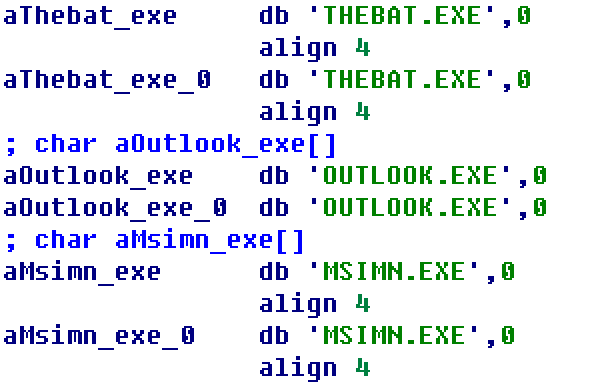 aThebat_exe db 'THEBAT.EXE',0
align 4
aThebat_exe_0 db 'THEBAT.EXE',0
align 4
; char aOutlook_exe[]
aOutlook_exe db 'OUTLOOK.EXE',0
aOutlook_exe_0 db 'OUTLOOK.EXE',0
; char aMsimn_exe[]
aMsimn_exe db 'MSIMN.EXE',0
align 4
aMsimn_exe_0 db 'MSIMN.EXE',0
align 4